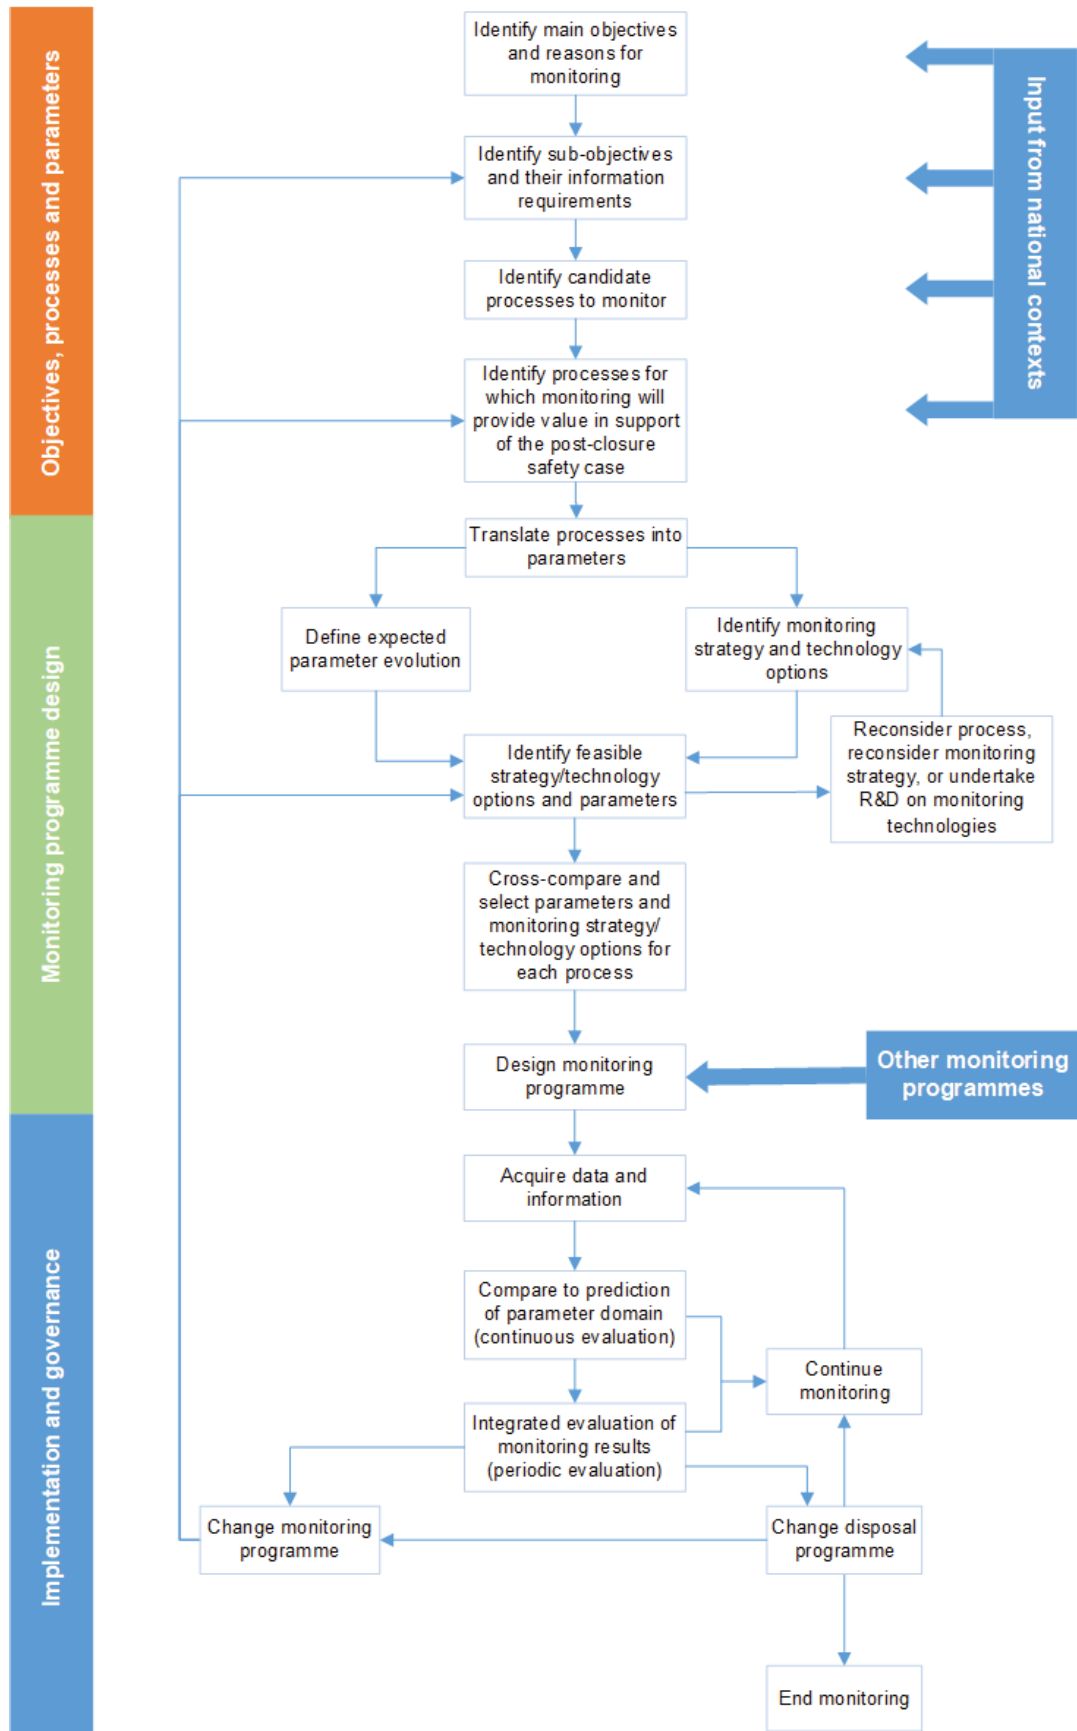 Objectives, processes and parameters
Monitoring programme design
Implementation and governance
Input from national contexts
Identify main objectives
and reasons for
monitoring
Identify sub-objectives
and their information
requirements
Identify candidate
processes to monitor
Identify processes for
which monitoring will
provide value in support
of the post-closure
safety case
Translate processes into
parameters
Define expected
parameter evolution
Identify monitoring
strategy and technology
options
Identify feasible
strategy/technology
options and parameters
Reconsider process,
reconsider monitoring
strategy, or undertake
R&D on monitoring
technologies
Cross-compare and
select parameters and
monitoring strategy/
technology options for
each process
Design monitoring
programme
Other monitoring
programmes
Acquire data and
information
Compare to prediction
of parameter domain
(continuous evaluation)
Continue
monitoring
Integrated evaluation of
monitoring results
(periodic evaluation)
Change monitoring
programme
Change disposal
programme
End monitoring